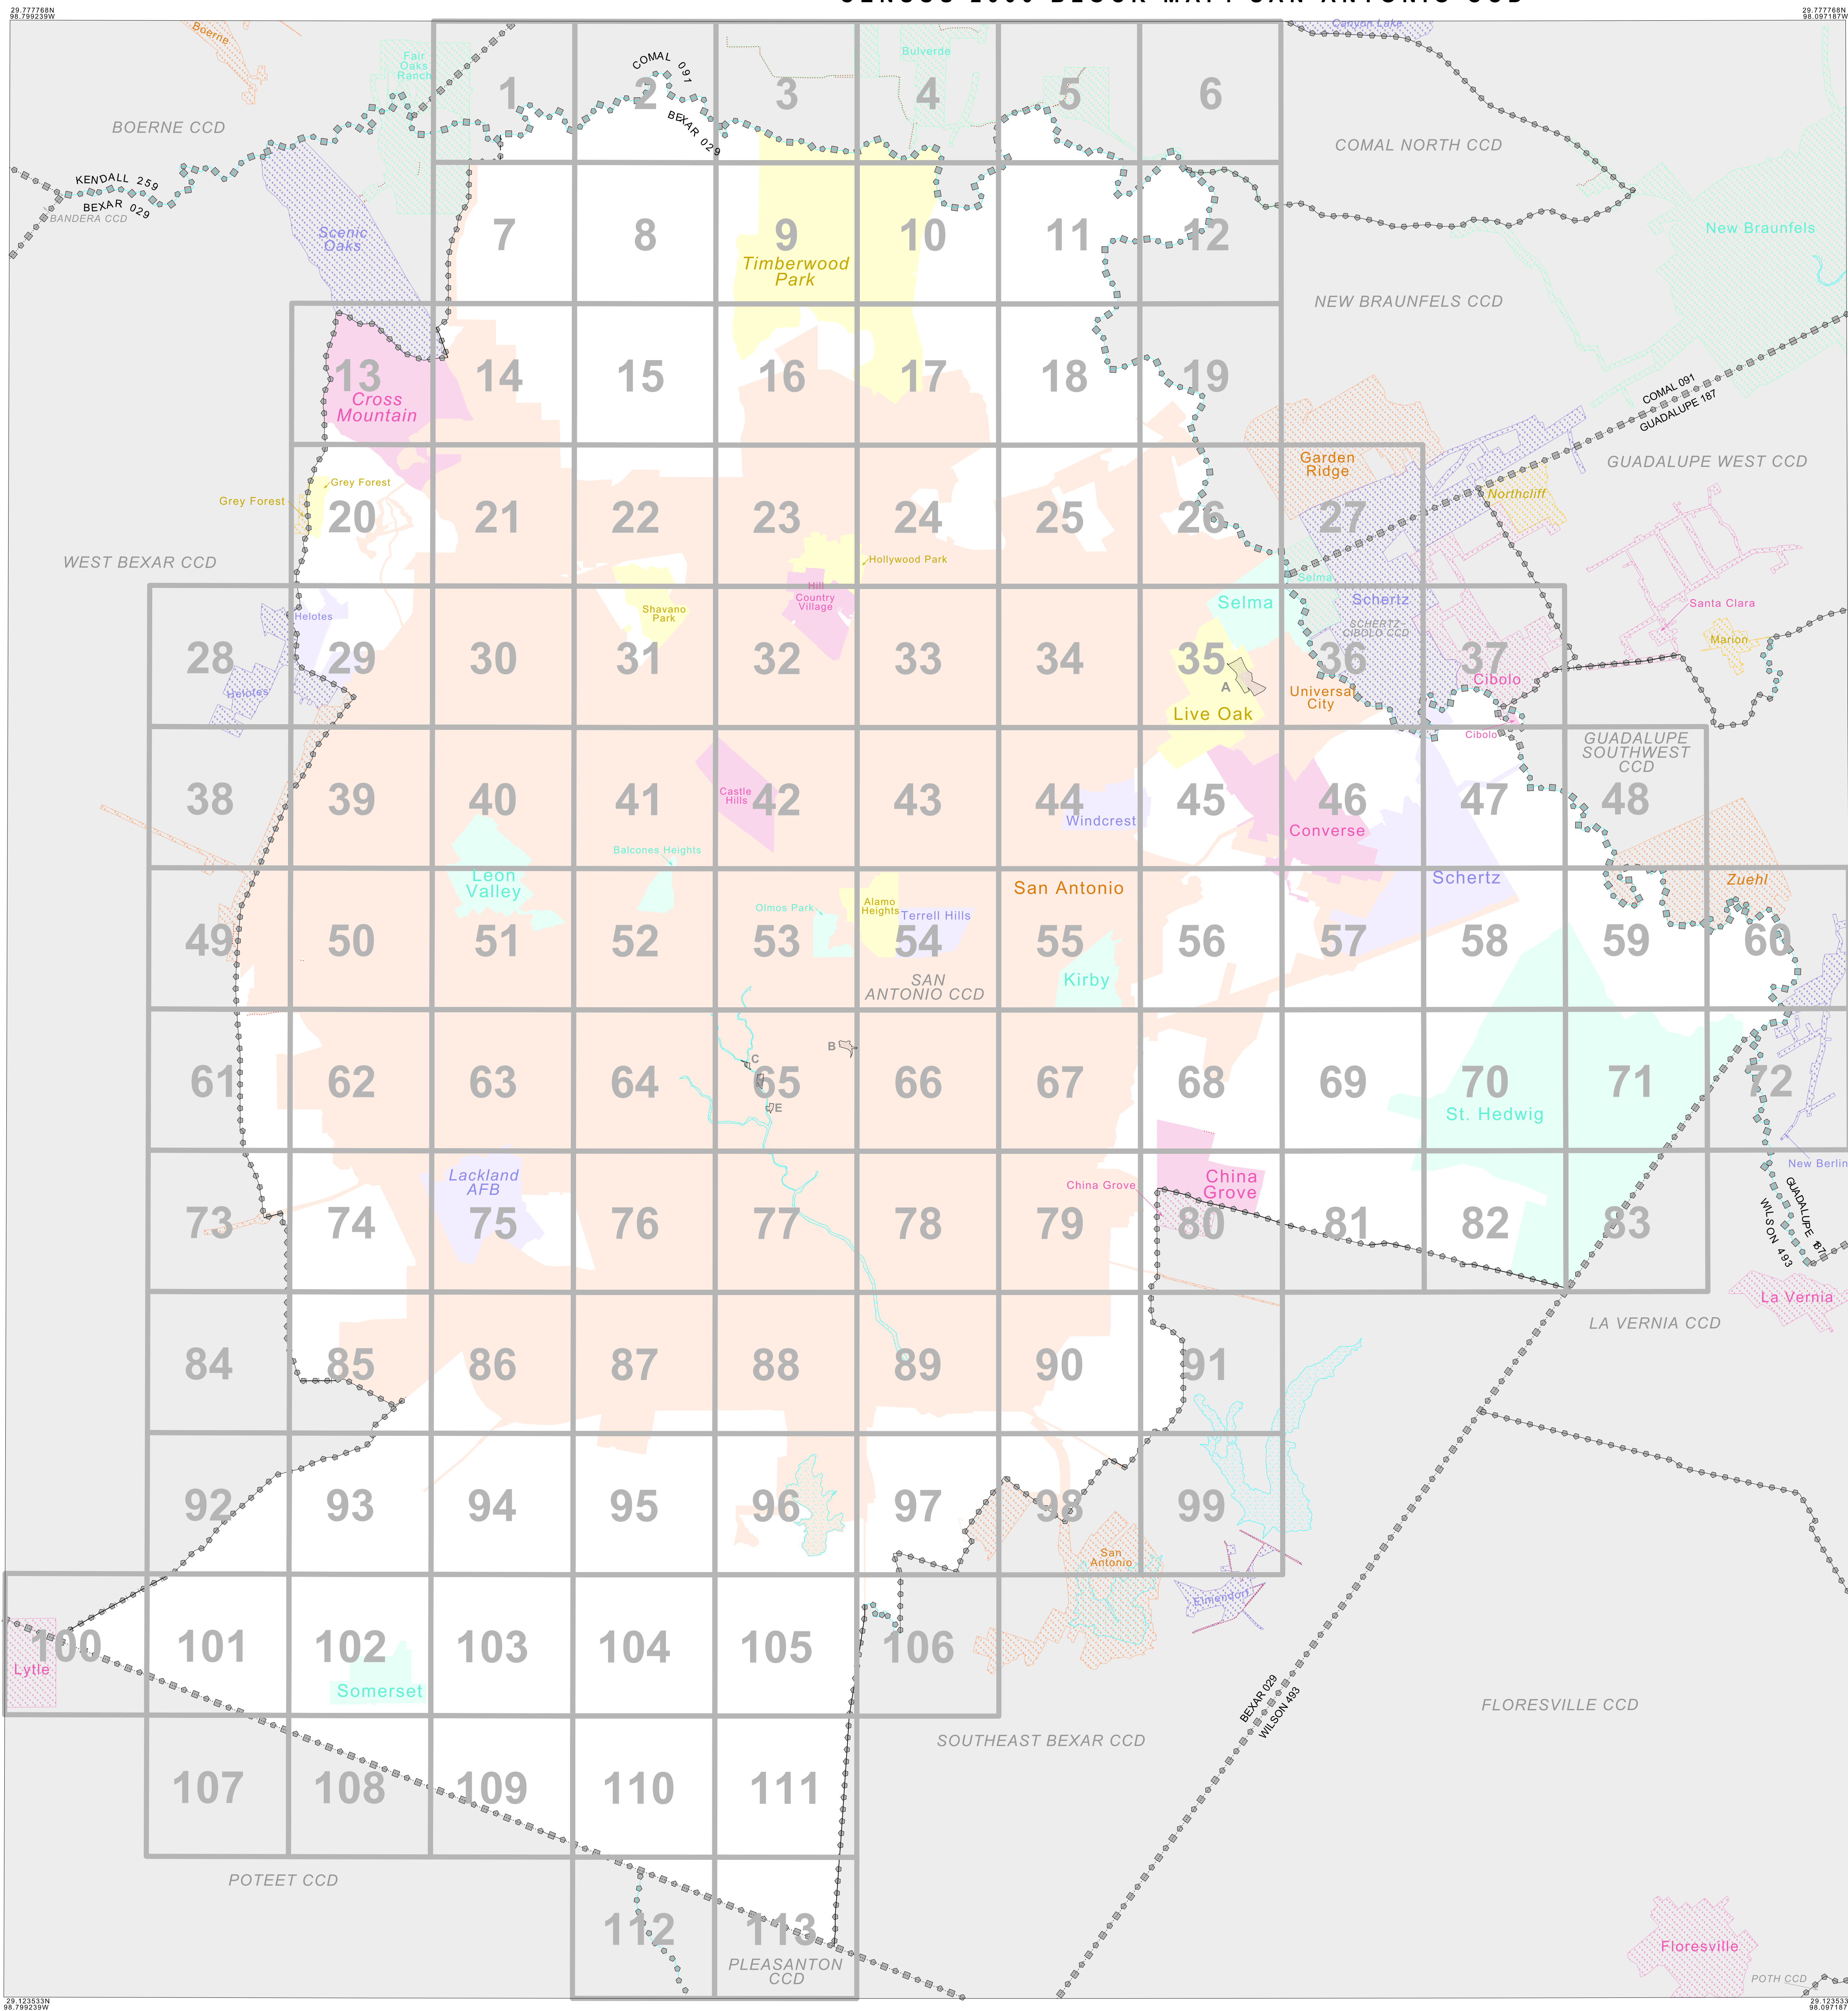 CENSUS 2000 BLOCK MAP: SAN ANTONIO CCD
29.777768N
98.799239W
29.777768N
98.097187W
Boerne
Fair
Oaks
Ranch
COMAL 091
BEXAR 029
Bulverde
Canyon Lake
1
2
3
4
5
6
BOERNE CCD
COMAL NORTH CCD
KENDALL 259
BEXAR 029
BANDERA CCD
Scenic
Oaks
7
8
9
10
11
12
Timberwood
Park
New Braunfels
NEW BRAUNFELS CCD
13
14
15
16
17
18
19
Cross
Mountain
COMAL 091
GUADALUPE 187
Garden
Ridge
GUADALUPE WEST CCD
Grey Forest
Grey Forest
Northcliff
20
21
22
23
24
25
26
27
WEST BEXAR CCD
Hollywood Park
Selma
Hill
Country
Village
Helotes
Shavano
Park
Selma
Schertz
SCHERTZ-
CIBOLO CCD
Santa Clara
Marion
28
29
30
31
32
33
34
35
36
37
Helotes
A
Universal
City
Cibolo
Live Oak
Cibolo
GUADALUPE
SOUTHWEST
CCD
38
39
40
41
42
43
44
45
46
47
48
Castle
Hills
Windcrest
Converse
Balcones Heights
Leon
Valley
San Antonio
Schertz
Zuehl
Olmos Park
Alamo
Heights
Terrell Hills
49
50
51
52
53
54
55
56
57
58
59
60
SAN
ANTONIO CCD
Kirby
B
C
E
61
62
63
64
65
66
67
68
69
70
71
72
St. Hedwig
New Berlin
Lackland
AFB
China Grove
China
Grove
GUADALUPE 187
WILSON 493
73
74
75
76
77
78
79
80
81
82
83
La Vernia
LA VERNIA CCD
84
85
86
87
88
89
90
91
92
93
94
95
96
97
98
99
San
Antonio
Elmendorf
100
101
102
103
104
105
106
Lytle
Somerset
BEXAR 029
WILSON 493
FLORESVILLE CCD
SOUTHEAST BEXAR CCD
107
108
109
110
111
POTEET CCD
112
113
PLEASANTON
CCD
Floresville
POTH CCD
29.123533N
98.799239W
29.123533
98.097187